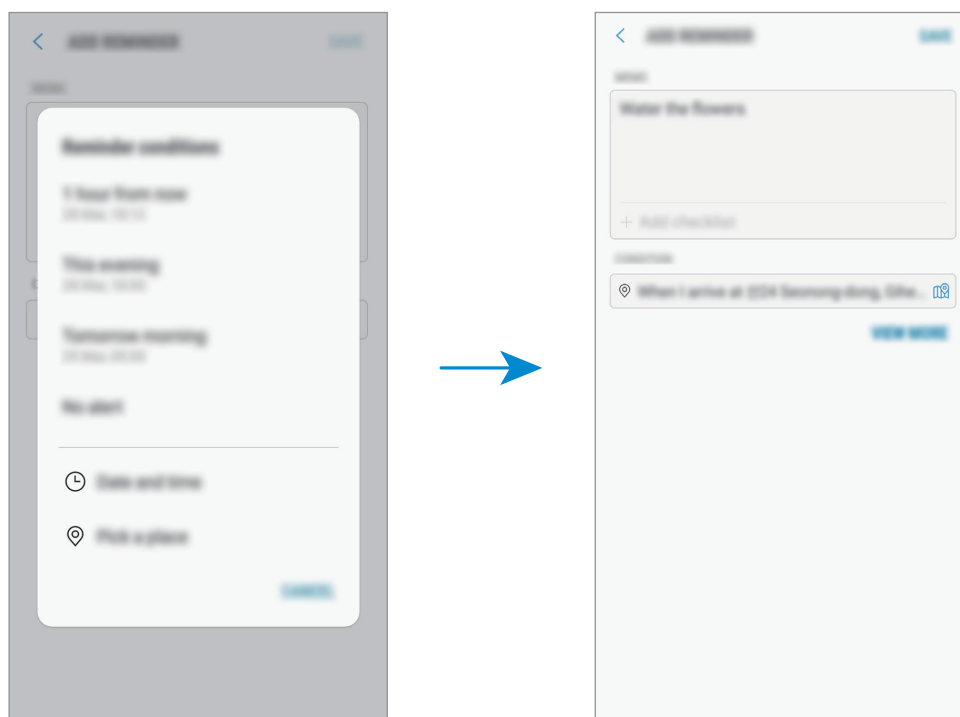 ADD REMINDER
SAVE
MEMO
Reminder conditions
1 hour from now
This evening
Tomorrow morning
No alert
Date and time
Pick a place
CANCEL
ADD REMINDER
SAVE
MEMO
Water the flowers
+ Add checklist
CONDITION
When I arrive at
VIEW MORE